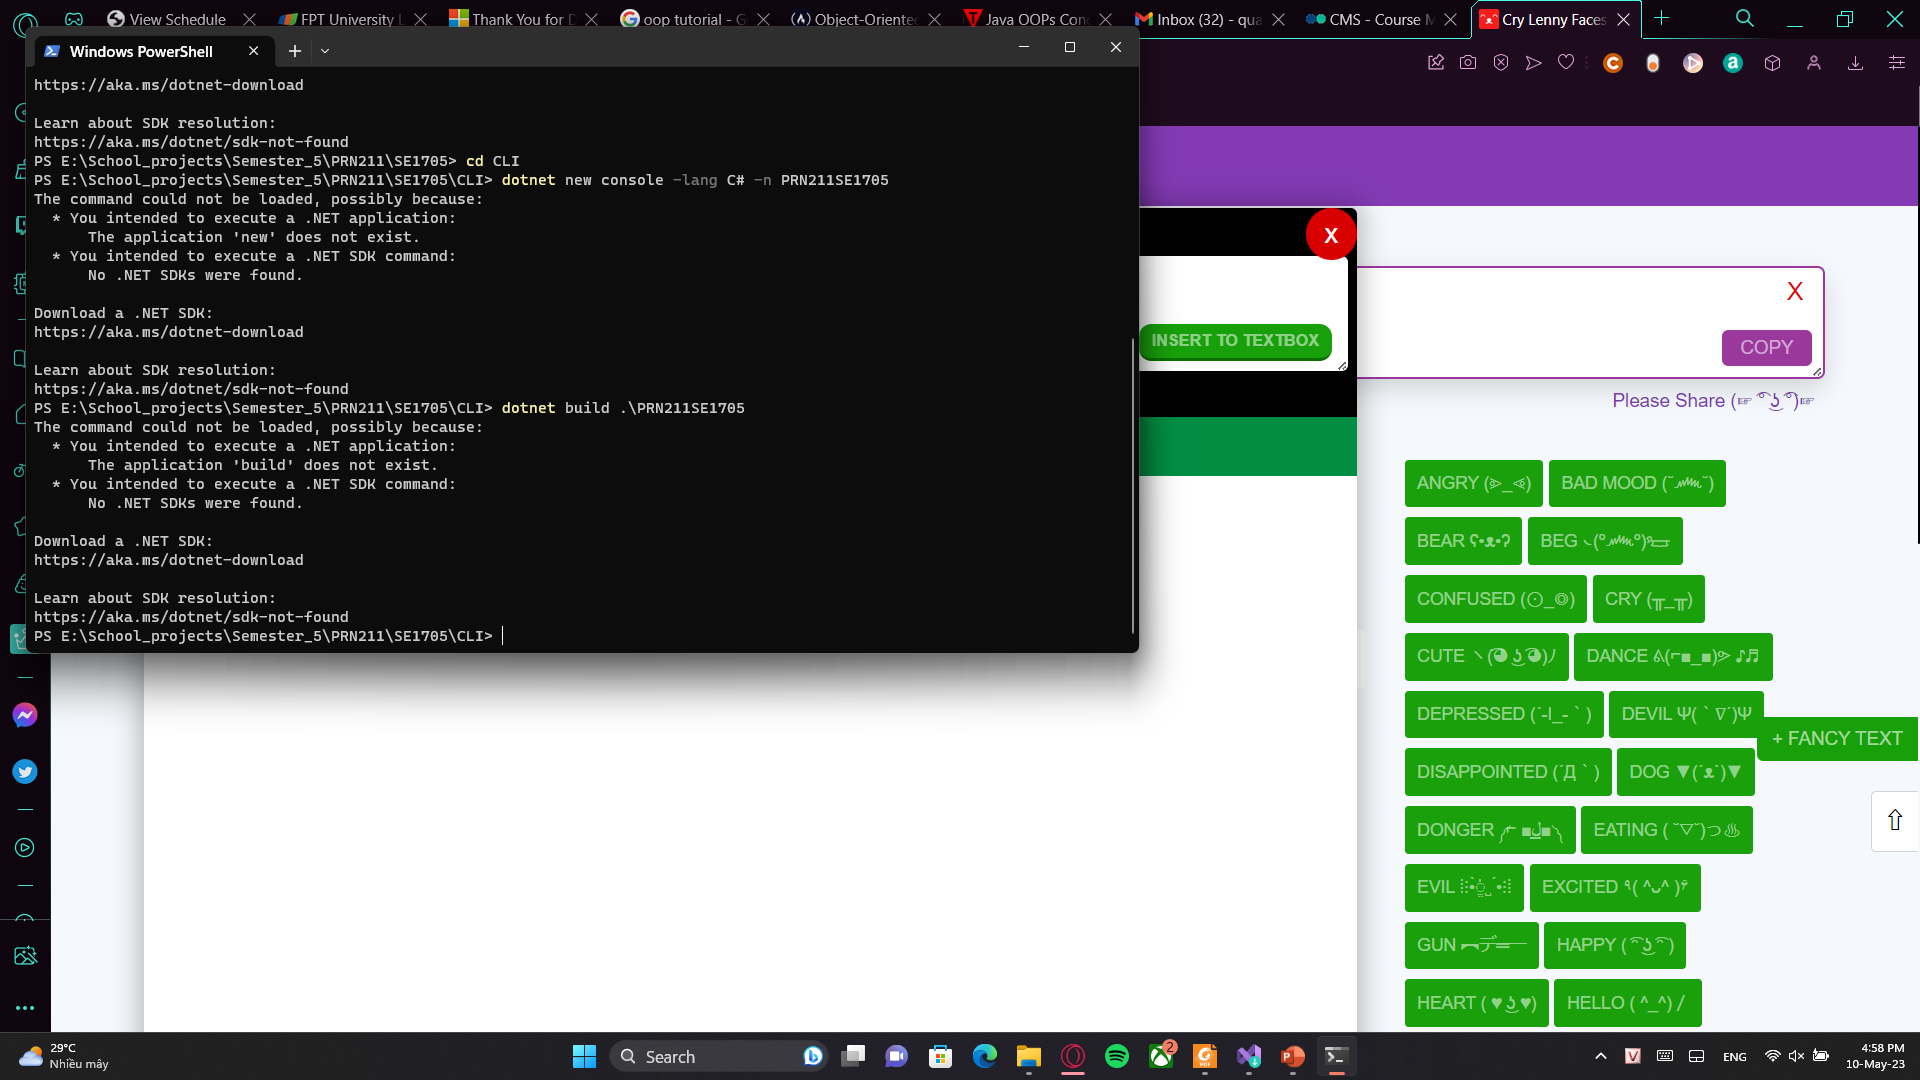 View Schedule
FPT University L
Thank You for D
oop tutorial - G
Object-Oriented
Java OOPs Con
Inbox (32) - qua
CMS - Course M
Cry Lenny Faces
Windows PowerShell
https://aka.ms/dotnet-download
Learn about SDK resolution:
https://aka.ms/dotnet/sdk-not-found
PS E:\School_projects\Semester_5\PRN211\SE1705> cd CLI
PS E:\School_projects\Semester_5\PRN211\SE1705\CLI> dotnet new console -lang C# -n PRN211SE1705
The command could not be loaded, possibly because:
* You intended to execute a .NET application:
The application 'new' does not exist.
* You intended to execute a .NET SDK command:
No .NET SDKs were found.
Download a .NET SDK:
https://aka.ms/dotnet-download
Learn about SDK resolution:
https://aka.ms/dotnet/sdk-not-found
PS E:\School_projects\Semester_5\PRN211\SE1705\CLI> dotnet build .\PRN211SE1705
The command could not be loaded, possibly because:
* You intended to execute a .NET application:
The application 'build' does not exist.
* You intended to execute a .NET SDK command:
No .NET SDKs were found.
Download a .NET SDK:
https://aka.ms/dotnet-download
Learn about SDK resolution:
https://aka.ms/dotnet/sdk-not-found
PS E:\School_projects\Semester_5\PRN211\SE1705\CLI>
X
INSERT TO TEXTBOX
X
COPY
Please Share (☞ ͡° ͜ʖ ͡°)☞
ANGRY
BAD MOOD
BEAR ʕ•ᴥ•ʔ
BEG
CONFUSED (⊙_◎)
CRY (╥_╥)
CUTE
DANCE
DEPRESSED (´-I_-｀)
DEVIL Ψ(｀∇´)Ψ
+ FANCY TEXT
DISAPPOINTED (´Д｀)
DOG ▼(´ᴥ`)▼
DONGER
EATING ( ˘▽˘)っ♨
EVIL
EXCITED ٩( ^ᴗ^ )۶
GUN ︻デ═一
HAPPY ( ͡ᵔ ͜ʖ ͡ᵔ )
HEART ( ♥ ͜ʖ ♥)
HELLO ( ^_^) /
29°C
Nhiều mây
Search
2
ENG
4:58 PM
10-May-23